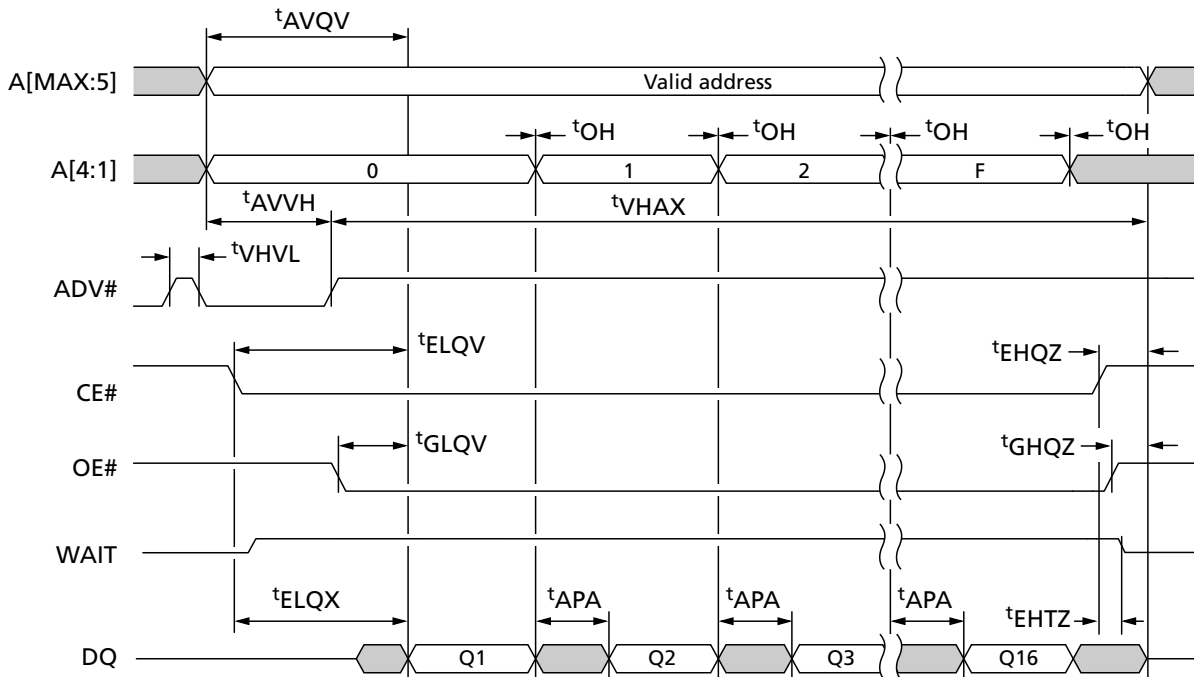 tAVQV
A[MAX:5] Valid address
tOH tOH tOH tOH
A[4:1] 0 1 2 F
tAVVH tVHAX
tVHVL
ADV#
tELQV tEHQZ
CE#
tGLQV tGHQZ
OE#
WAIT
tELQX tAPA tAPA tAPA tEHTZ
DQ Q1 Q2 Q3 Q16